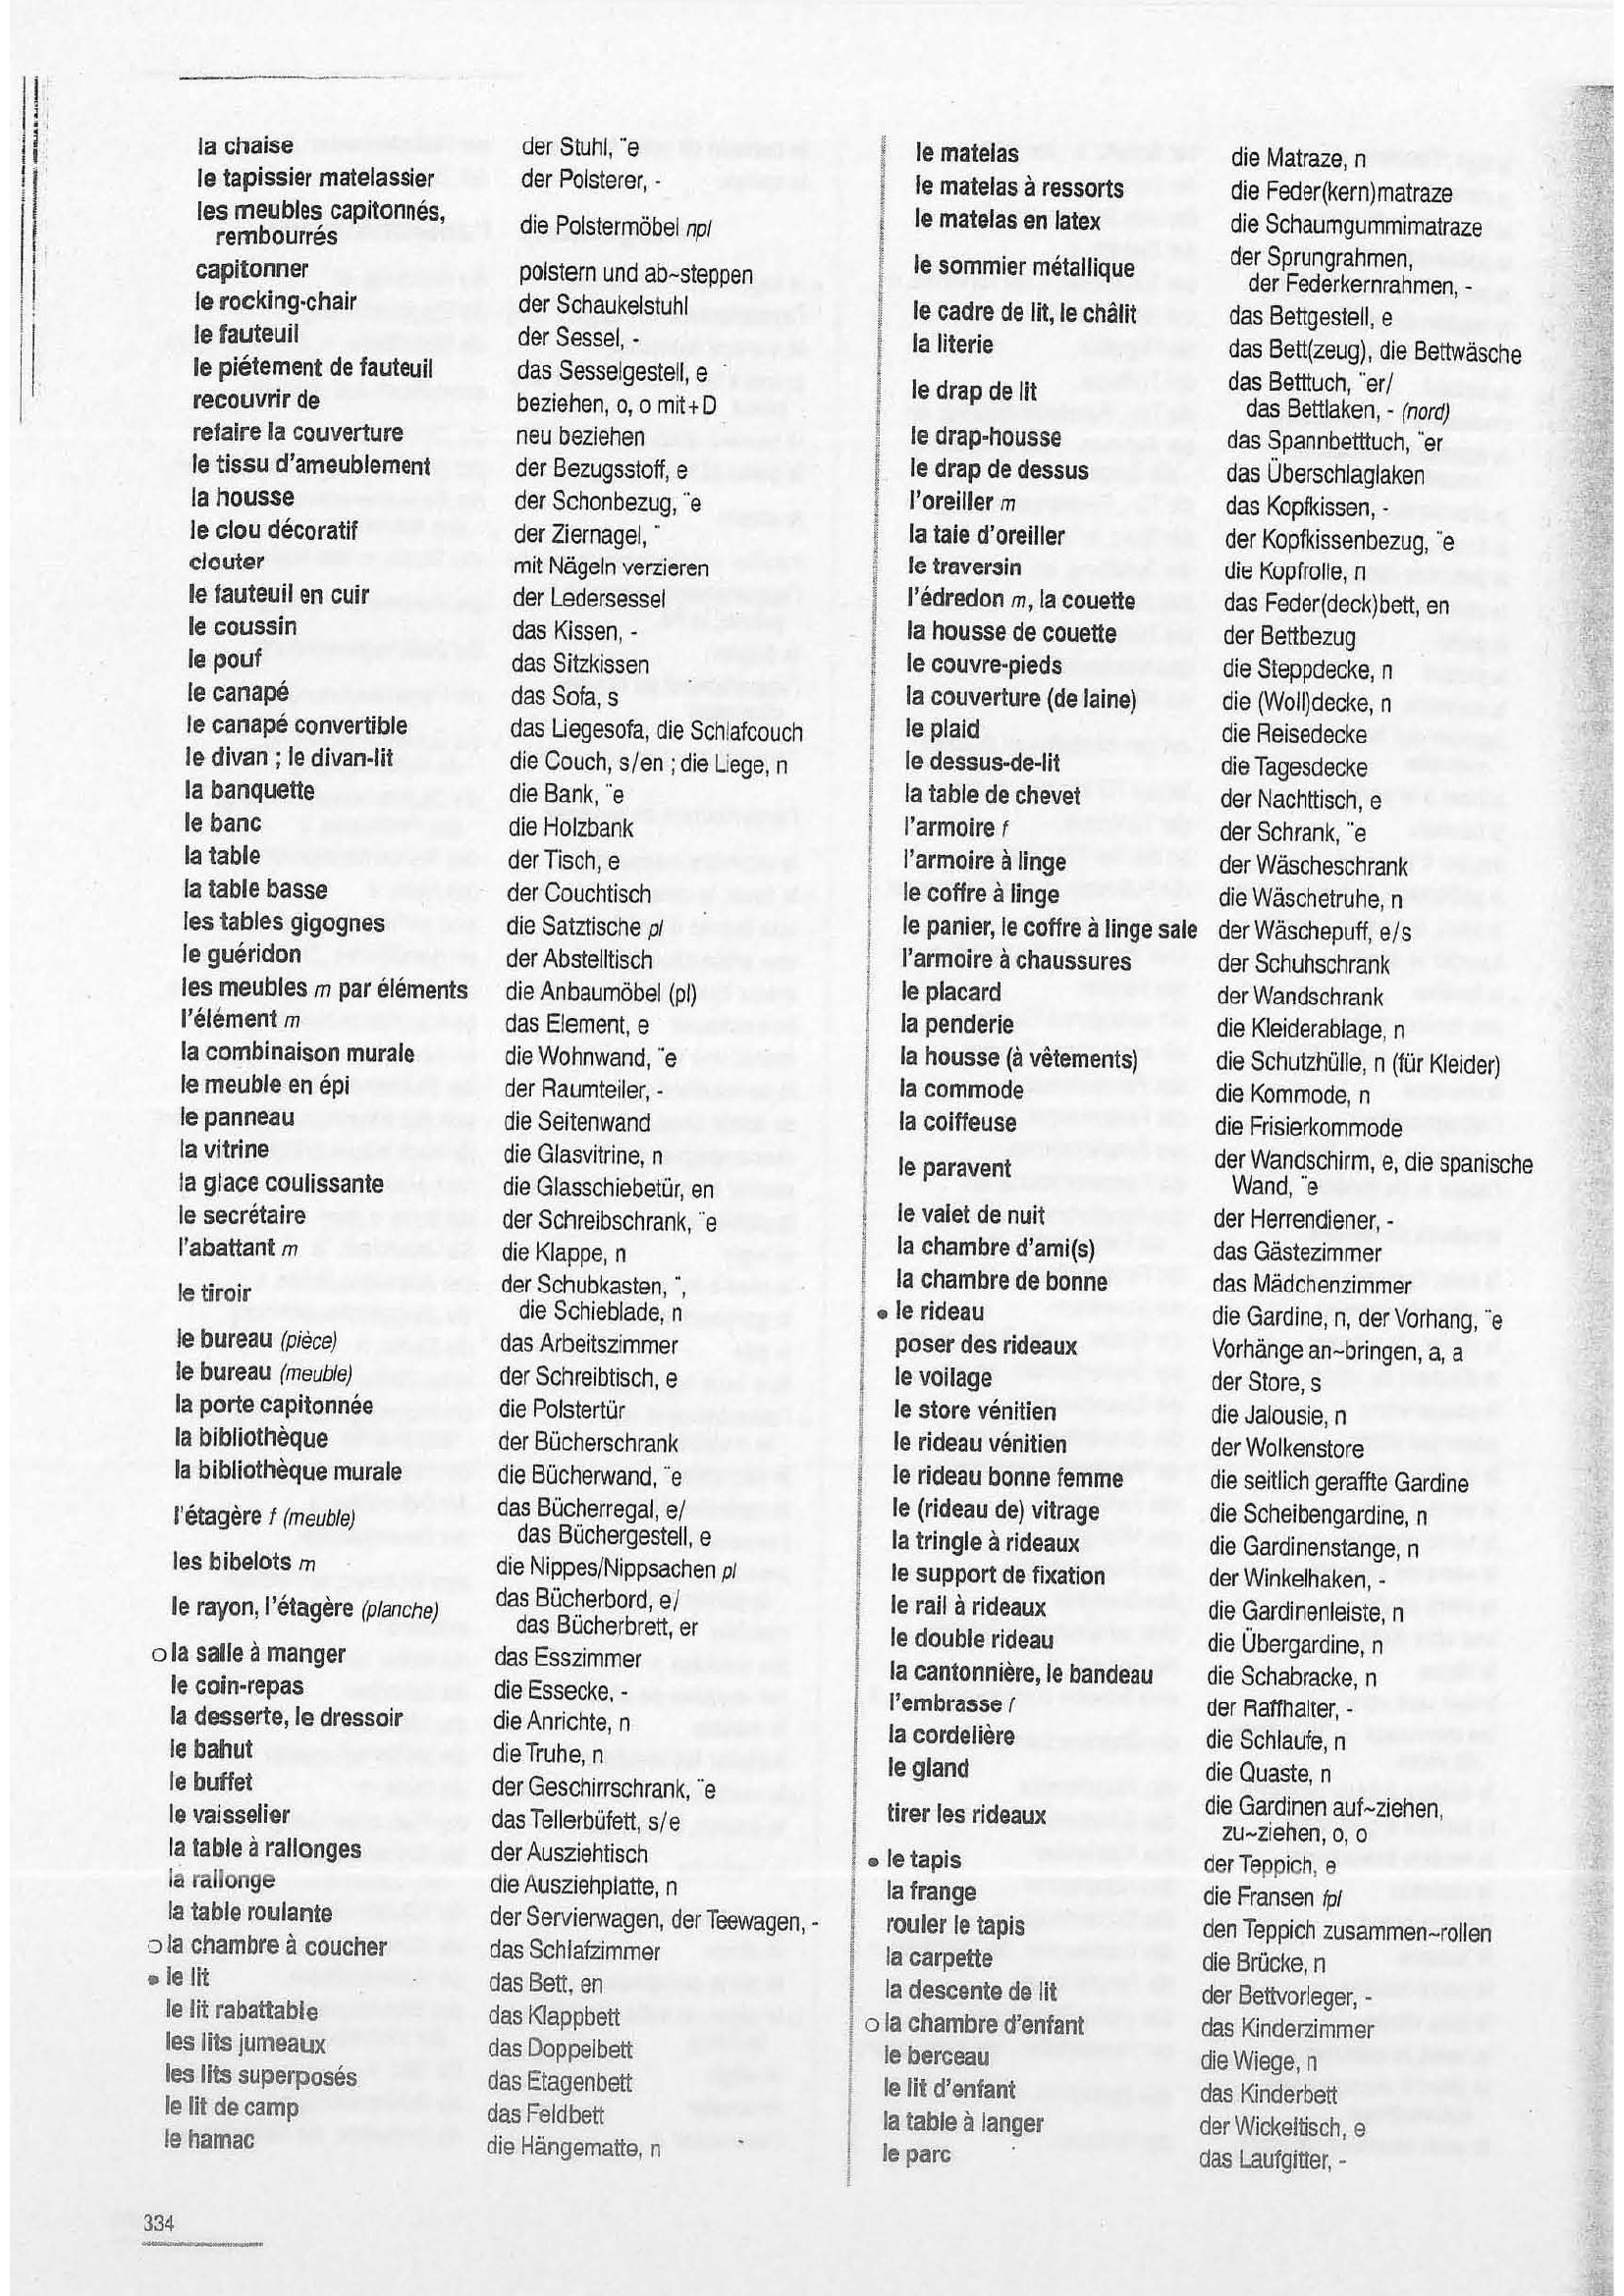 la chaise der Stuhl, ¨e
le tapissier matelassier der Polsterer, -
les meubles capitonnés,
rembourrés die Polstermöbel npl
capitonner polstern und ab~steppen
le rocking-chair der Schaukelstuhl
le fauteuil der Sessel, -
le piétement de fauteuil das Sesselgestell, e
recouvrir de beziehen, o, o mit+D
refaire la couverture neu beziehen
le tissu d'ameublement der Bezugsstoff, e
la housse der Schonbezug, ¨e
le clou décoratif der Ziernagel, ¨
clouter mit Nägeln verzieren
le fauteuil en cuir der Ledersessel
le coussin das Kissen, -
le pouf das Sitzkissen
le canapé das Sofa, s
le canapé convertible das Liegesofa, die Schlafcouch
le divan ; le divan-lit die Couch, s/en ; die Liege, n
la banquette die Bank, ¨e
le banc die Holzbank
la table der Tisch, e
la table basse der Couchtisch
les tables gigognes die Satztische pl
le guéridon der Abstelltisch
les meubles m par éléments die Anbaumöbel (pl)
l'élément m das Element, e
la combinaison murale die Wohnwand, ¨e
le meuble en épi der Raumteiler, -
le panneau die Seitenwand
la vitrine die Glasvitrine, n
la glace coulissante die Glasschiebetür, en
le secrétaire der Schreibschrank, ¨e
l'abattant m die Klappe, n
le tiroir der Schubkasten, ¨,
die Schieblade, n
le bureau (pièce) das Arbeitszimmer
le bureau (meuble) der Schreibtisch, e
la porte capitonnée die Polstertür
la bibliothèque der Bücherschrank
la bibliothèque murale die Bücherwand, ¨e
l'étagère f (meuble) das Bücherregal, e/
das Büchergestell, e
les bibelots m die Nippes/Nippsachen pl
le rayon, l'étagère (planche) das Bücherbord, e/
das Bücherbrett, er
o la salle à manger das Esszimmer
le coin-repas die Essecke, -
la desserte, le dressoir die Anrichte, n
le bahut die Truhe, n
le buffet der Geschirrschrank, ¨e
le vaisselier das Tellerbüfett, s/e
la table à rallonges der Ausziehtisch
la rallonge die Ausziehplatte, n
la table roulante der Servierwagen, der Teewagen, -
o la chambre à coucher das Schlafzimmer
• le lit das Bett, en
le lit rabattable das Klappbett
les lits jumeaux das Doppelbett
les lits superposés das Etagenbett
le lit de camp das Feldbett
le hamac die Hängematte, n
le matelas die Matraze, n
le matelas à ressorts die Feder(kern)matraze
le matelas en latex die Schaumgummimatraze
le sommier métallique der Sprungrahmen,
der Federkernrahmen, -
le cadre de lit, le châlit das Bettgestell, e
la literie das Bett(zeug), die Bettwäsche
le drap de lit das Betttuch, ¨er/
das Bettlaken, - (nord)
le drap-housse das Spannbetttuch, ¨er
le drap de dessus das Überschlaglaken
l'oreiller m das Kopfkissen, -
la taie d'oreiller der Kopfkissenbezug, ¨e
le traversin die Kopfrolle, n
l'édredon m, la couette das Feder(deck)bett, en
la housse de couette der Bettbezug
le couvre-pieds die Steppdecke, n
la couverture (de laine) die (Woll)decke, n
le plaid die Reisedecke
le dessus-de-lit die Tagesdecke
la table de chevet der Nachttisch, e
l'armoire f der Schrank, ¨e
l'armoire à linge der Wäscheschrank
le coffre à linge die Wäschetruhe, n
le panier, le coffre à linge sale der Wäschepuff, e/s
l'armoire à chaussures der Schuhschrank
le placard der Wandschrank
la penderie die Kleiderablage, n
la housse (à vêtements) die Schutzhülle, n (für Kleider)
la commode die Kommode, n
la coiffeuse die Frisierkommode
le paravent der Wandschirm, e, die spanische
Wand, ¨e
le valet de nuit der Herrendiener, -
la chambre d'ami(s) das Gästezimmer
la chambre de bonne das Mädchenzimmer
• le rideau die Gardine, n, der Vorhang, ¨e
poser des rideaux Vorhänge an~bringen, a, a
le voilage der Store, s
le store vénitien die Jalousie, n
le rideau vénitien der Wolkenstore
le rideau bonne femme die seitlich geraffte Gardine
le (rideau de) vitrage die Scheibengardine, n
la tringle à rideaux die Gardinenstange, n
le support de fixation der Winkelhaken, -
le rail à rideaux die Gardinenleiste, n
le double rideau die Übergardine, n
la cantonnière, le bandeau die Schabracke, n
l'embrasse f der Raffhalter, -
la cordelière die Schlaufe, n
le gland die Quaste, n
tirer les rideaux die Gardinen auf~ziehen,
zu~ziehen, o, o
• le tapis der Teppich, e
la frange die Fransen fpl
rouler le tapis den Teppich zusammen~rollen
la carpette die Brücke, n
la descente de lit der Bettvorleger, -
o la chambre d'enfant das Kinderzimmer
le berceau die Wiege, n
le lit d'enfant das Kinderbett
la table à langer der Wickeltisch, e
le parc das Laufgitter, -
334